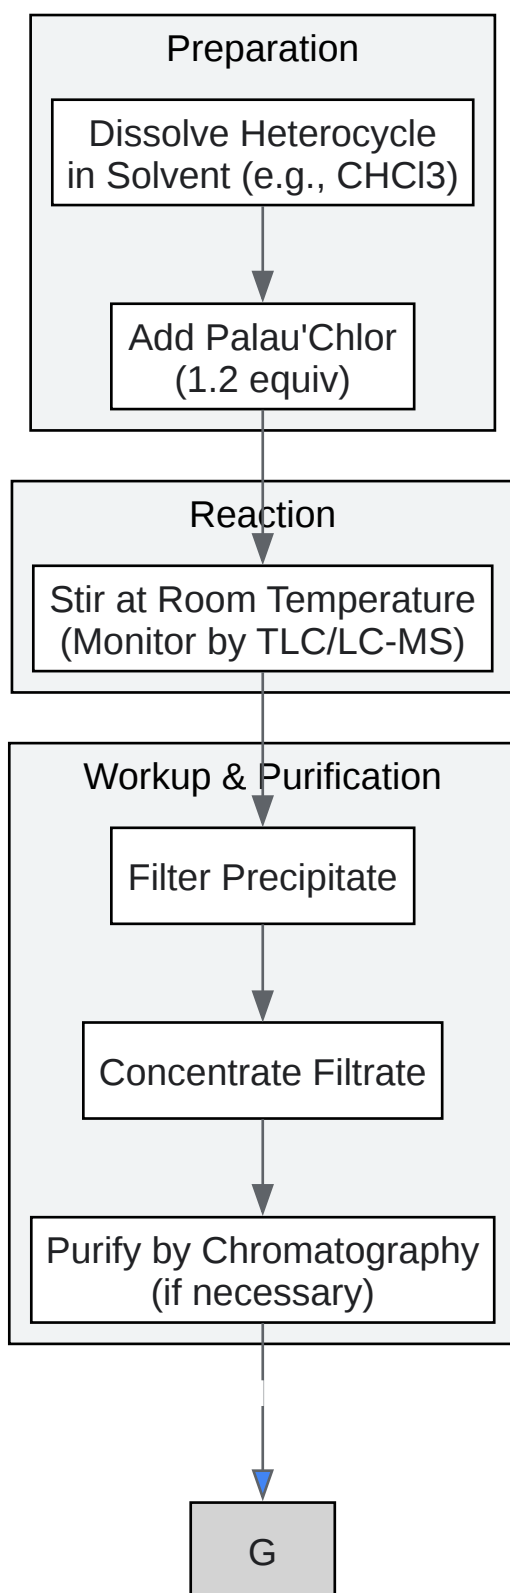 Preparation
Dissolve Heterocycle
in Solvent (e.g., CHCl3)
Add Palau'Chlor
(1.2 equiv)
Reaction
Stir at Room Temperature
(Monitor by TLC/LC-MS)
Workup & Purification
Filter Precipitate
Concentrate Filtrate
Purify by Chromatography
(if necessary)
G